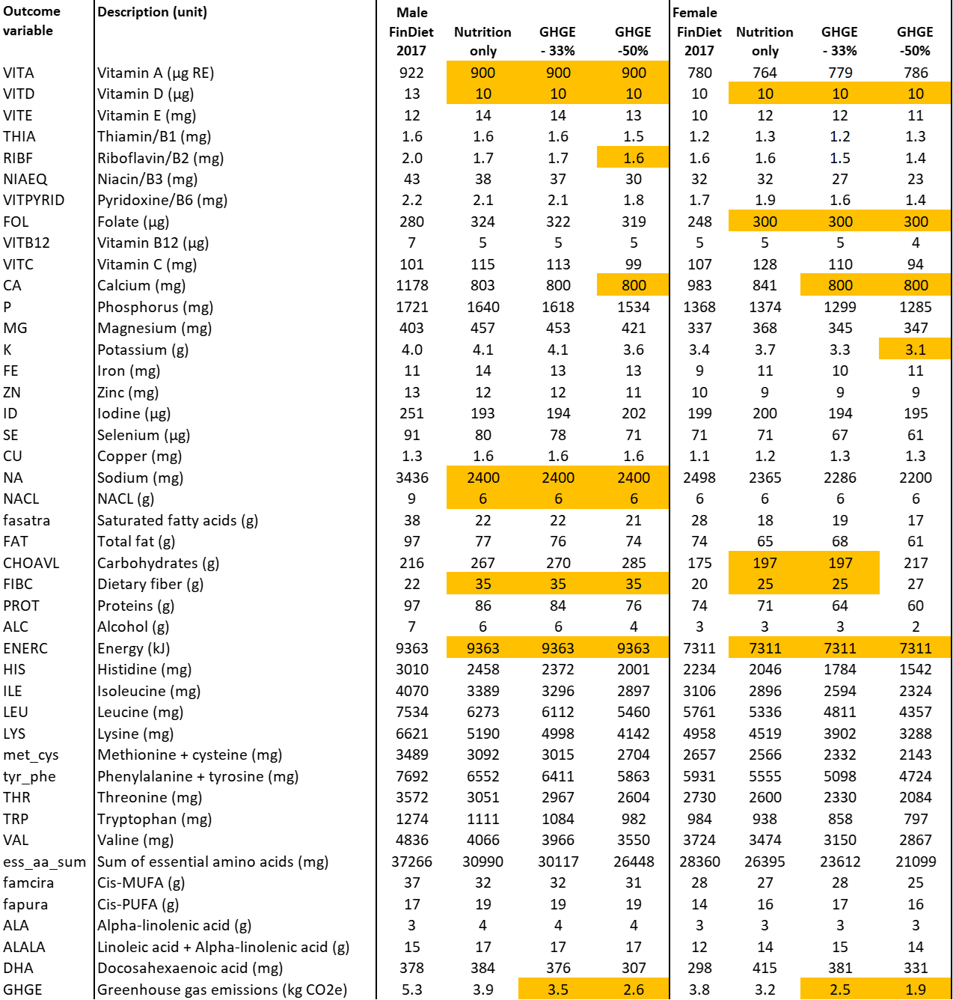 Outcome variable Description (unit) Male FinDiet 2017 Nutrition only GHGE - 33% GHGE -50% Female FinDiet 2017 Nutrition only GHGE - 33% GHGE -50%
VITA Vitamin A (µg RE) 922 900 900 900 780 764 779 786
VITD Vitamin D (µg) 13 10 10 10 10 10 10 10
VITE Vitamin E (mg) 12 14 14 13 10 12 12 11
THIA Thiamin/B1 (mg) 1.6 1.6 1.6 1.5 1.2 1.3 1.2 1.3
RIBF Riboflavin/B2 (mg) 2.0 1.7 1.7 1.6 1.6 1.6 1.5 1.4
NIAEQ Niacin/B3 (mg) 43 38 37 30 32 32 27 23
VITPYRID Pyridoxine/B6 (mg) 2.2 2.1 2.1 1.8 1.7 1.9 1.6 1.4
FOL Folate (µg) 280 324 322 319 248 300 300 300
VITB12 Vitamin B12 (µg) 7 5 5 5 5 5 5 4
VITC Vitamin C (mg) 101 115 113 99 107 128 110 94
CA Calcium (mg) 1178 803 800 800 983 841 800 800
P Phosphorus (mg) 1721 1640 1618 1534 1368 1374 1299 1285
MG Magnesium (mg) 403 457 453 421 337 368 345 347
K Potassium (g) 4.0 4.1 4.1 3.6 3.4 3.7 3.3 3.1
FE Iron (mg) 11 14 13 13 9 11 10 11
ZN Zinc (mg) 13 12 12 11 10 9 9 9
ID Iodine (µg) 251 193 194 202 199 200 194 195
SE Selenium (µg) 91 80 78 71 71 71 67 61
CU Copper (mg) 1.3 1.6 1.6 1.6 1.1 1.2 1.3 1.3
NA Sodium (mg) 3436 2400 2400 2400 2498 2365 2286 2200
NACL NACL (g) 9 6 6 6 6 6 6 6
fasatra Saturated fatty acids (g) 38 22 22 21 28 18 19 17
FAT Total fat (g) 97 77 76 74 74 65 68 61
CHOAVL Carbohydrates (g) 216 267 270 285 175 197 197 217
FIBC Dietary fiber (g) 22 35 35 35 20 25 25 27
PROT Proteins (g) 97 86 84 76 74 71 64 60
ALC Alcohol (g) 7 6 6 4 3 3 3 2
ENERC Energy (kJ) 9363 9363 9363 9363 7311 7311 7311 7311
HIS Histidine (mg) 3010 2458 2372 2001 2234 2046 1784 1542
ILE Isoleucine (mg) 4070 3389 3296 2897 3106 2896 2594 2324
LEU Leucine (mg) 7534 6273 6112 5460 5761 5336 4811 4357
LYS Lysine (mg) 6621 5190 4998 4142 4958 4519 3902 3288
met_cys Methionine + cysteine (mg) 3489 3092 3015 2704 2657 2566 2332 2143
tyr_phe Phenylalanine + tyrosine (mg) 7692 6552 6411 5863 5931 5555 5098 4724
THR Threonine (mg) 3572 3051 2967 2604 2730 2600 2330 2084
TRP Tryptophan (mg) 1274 1111 1084 982 984 938 858 797
VAL Valine (mg) 4836 4066 3966 3550 3724 3474 3150 2867
ess_aa_sum Sum of essential amino acids (mg) 37266 30990 30117 26448 28360 26395 23612 21099
famcira Cis-MUFA (g) 37 32 32 31 28 27 28 25
fapura Cis-PUFA (g) 17 19 19 19 14 16 17 16
ALA Alpha-linolenic acid (g) 3 4 4 4 3 3 3 3
ALALA Linoleic acid + Alpha-linolenic acid (g) 15 17 17 17 12 14 15 14
DHA Docosahexaenoic acid (mg) 378 384 376 307 298 415 381 331
GHGE Greenhouse gas emissions (kg CO2e) 5.3 3.9 3.5 2.6 3.8 3.2 2.5 1.9